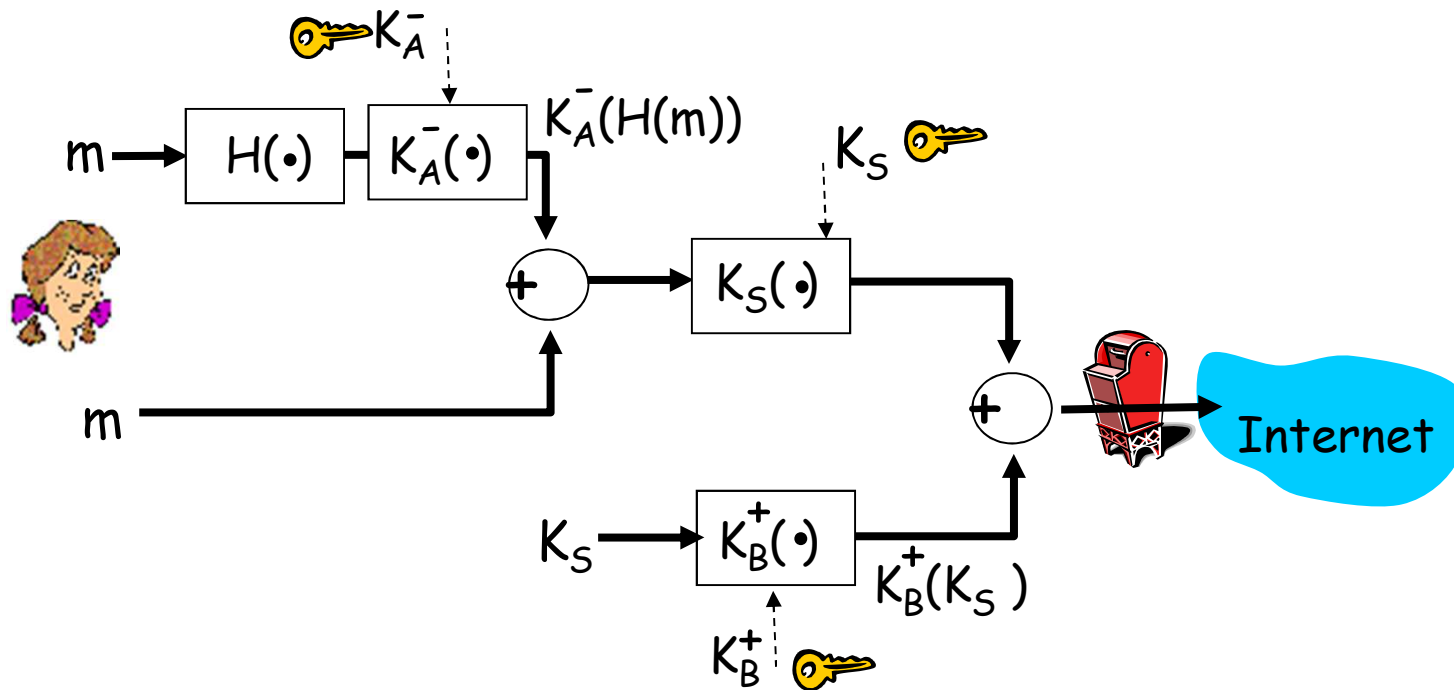 K_A^-
m
H(•)
K_A^-(•)
K_A^-(H(m))
K_S
+
K_S(•)
m
+
Internet
K_S
K_B^+(•)
K_B^+(K_S )
K_B^+